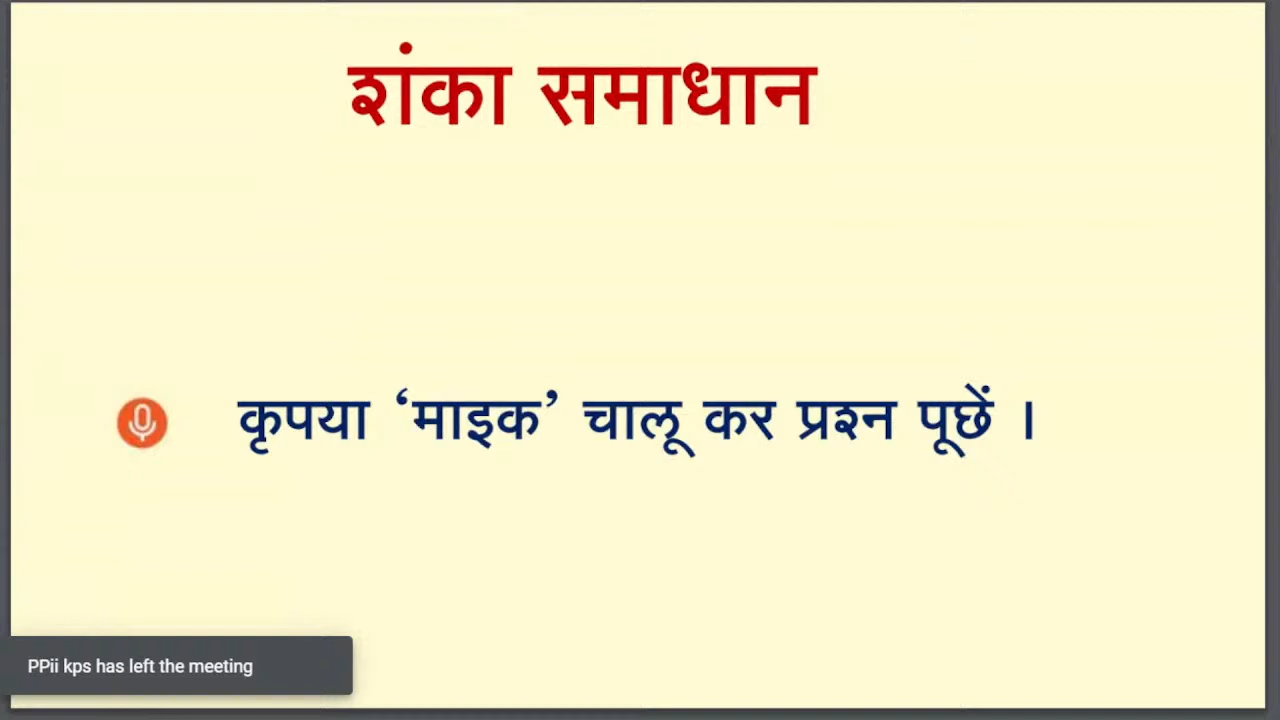 शंका समाधान
कृपया ‘माइक’ चालू कर प्रश्न पूछें ।
PPii kps has left the meeting